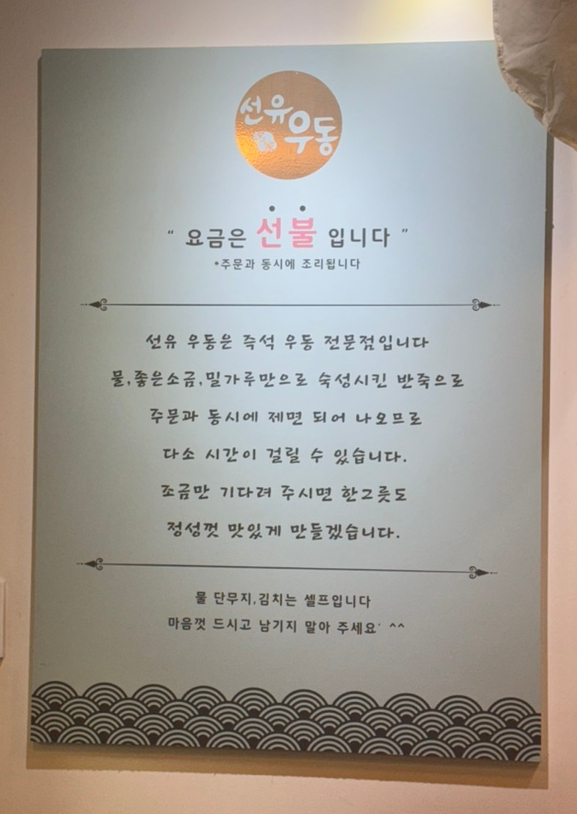 선유
우동
“ 요금은 선불 입니다 ”
*주문과 동시에 조리됩니다
선유 우동은 즉석 우동 전문점입니다
물,좋은소금,밀가루만으로 숙성시킨 반죽으로
주문과 동시에 제면 되어 나오므로
다소 시간이 걸릴 수 있습니다.
조금만 기다려 주시면 한그릇도
정성껏 맛있게 만들겠습니다.
물 단무지,김치는 셀프입니다
마음껏 드시고 남기지 말아 주세요~ ^^